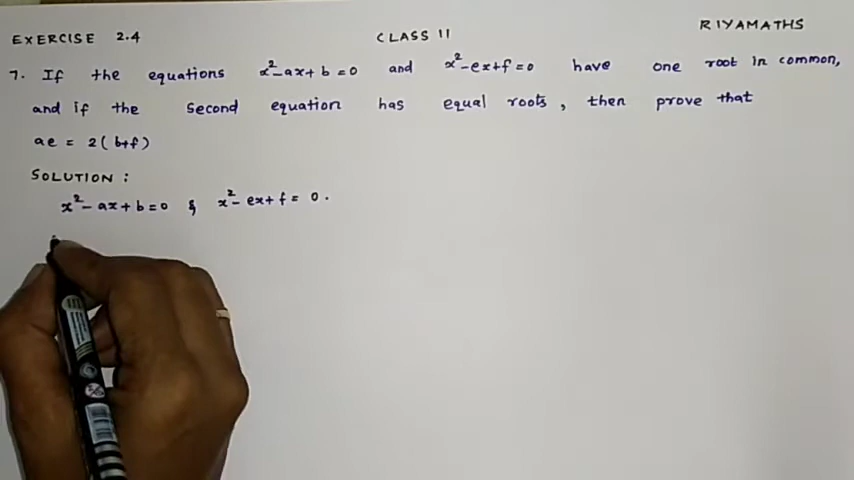 EXERCISE 2.4 CLASS 11 RIYAMATHS
7. If the equations x²-ax+b=0 and x²-ex+f=0 have one root in common,
and if the second equation has equal roots, then prove that
ae = 2(b+f)
SOLUTION :
x²-ax+b=0 & x²-ex+f=0.